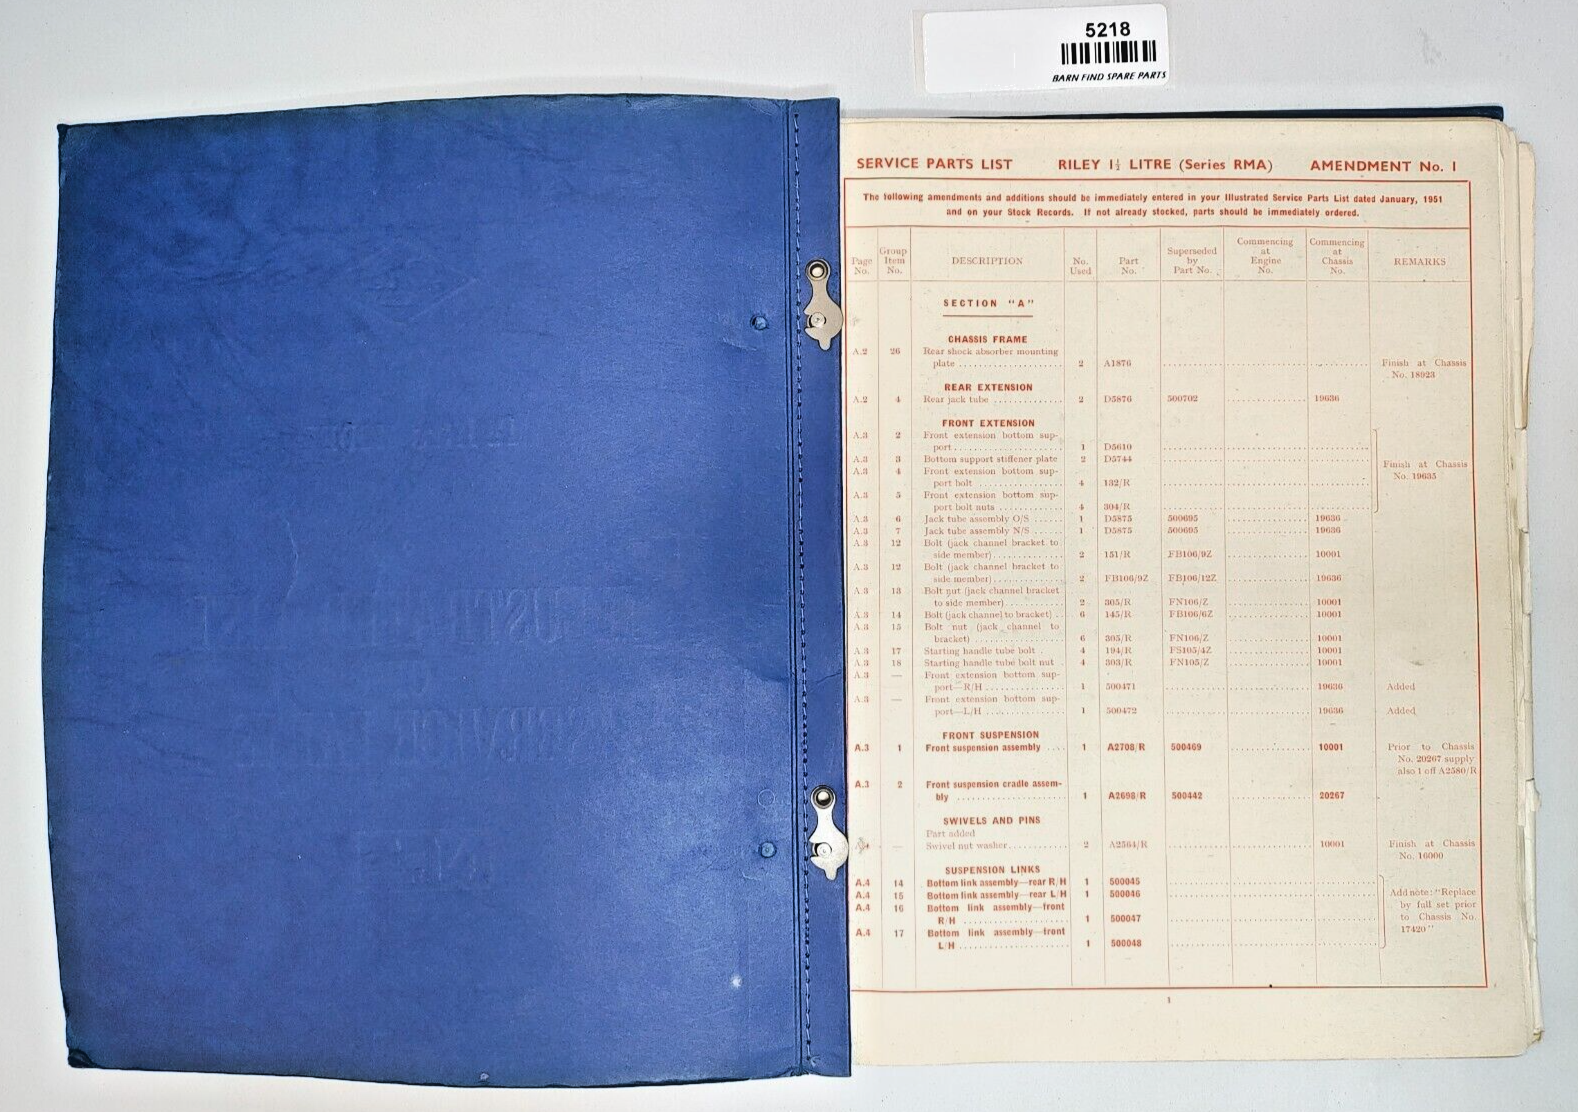 5218
BARN FIND SPARE PARTS
SERVICE PARTS LIST RILEY 1½ LITRE (Series RMA) AMENDMENT No. 1
The following amendments and additions should be immediately entered in your Illustrated Service Parts List dated January, 1951
and on your Stock Records. If not already stocked, parts should be immediately ordered.
Page No. Group Item No. DESCRIPTION No. Used Part No. Superseded by Part No. Commencing at Engine No. Commencing at Chassis No. REMARKS
SECTION "A"
CHASSIS FRAME
A.2 26 Rear shock absorber mounting
plate 2 A1876 Finish at Chassis
No. 18923
REAR EXTENSION
A.2 4 Rear jack tube 2 D5876 500702 19636
FRONT EXTENSION
A.3 2 Front extension bottom sup-
port 1 D5610
A.3 3 Bottom support stiffener plate 2 D5744
A.3 4 Front extension bottom sup- Finish at Chassis
port bolt 4 132/R No. 19635
A.3 5 Front extension bottom sup-
port bolt nuts 4 304/R
A.3 6 Jack tube assembly O/S 1 D5875 500695 19636
A.3 7 Jack tube assembly N/S 1 D5875 500695 19636
A.3 12 Bolt (jack channel bracket to
side member) 2 151/R FB106/9Z 10001
A.3 12 Bolt (jack channel bracket to
side member) 2 FB106/9Z FB106/12Z 19636
A.3 13 Bolt nut (jack channel bracket
to side member) 2 305/R FN106/Z 10001
A.3 14 Bolt (jack channel to bracket) 6 145/R FB106/6Z 10001
A.3 15 Bolt nut (jack channel to
bracket) 6 305/R FN106/Z 10001
A.3 17 Starting handle tube bolt 4 194/R FS105/4Z 10001
A.3 18 Starting handle tube bolt nut 4 303/R FN105/Z 10001
A.3 — Front extension bottom sup-
port—R/H 1 500471 19636 Added
A.3 — Front extension bottom sup-
port—L/H 1 500472 19636 Added
FRONT SUSPENSION
A.3 1 Front suspension assembly 1 A2708/R 500469 10001 Prior to Chassis
No. 20267 supply
also 1 off A2580/R
A.3 2 Front suspension cradle assem-
bly 1 A2698/R 500442 20267
SWIVELS AND PINS
Part added
— Swivel nut washer 2 A2564/R 10001 Finish at Chassis
No. 16000
SUSPENSION LINKS
A.4 14 Bottom link assembly—rear R/H 1 500045
A.4 15 Bottom link assembly—rear L/H 1 500046 Add note: "Replace
A.4 16 Bottom link assembly—front by full set prior
R/H 1 500047 to Chassis No.
A.4 17 Bottom link assembly—front 17420"
L/H 1 500048
1